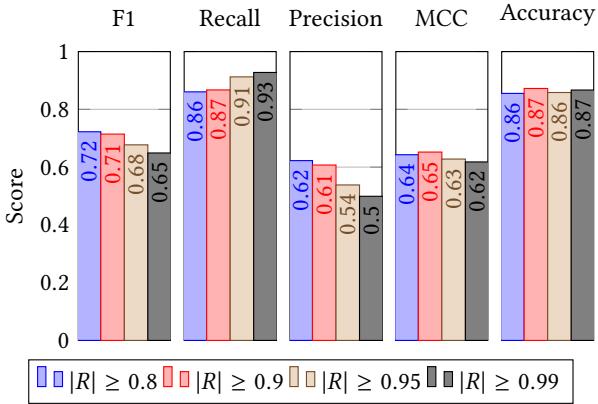 F1 Recall Precision MCC Accuracy
Score
1
0.8
0.6
0.4
0.2
0
0.72 0.71 0.68 0.65
0.86 0.87 0.91 0.93
0.62 0.61 0.54 0.5
0.64 0.65 0.63 0.62
0.86 0.87 0.86 0.87
|R| ≥ 0.8 |R| ≥ 0.9 |R| ≥ 0.95 |R| ≥ 0.99